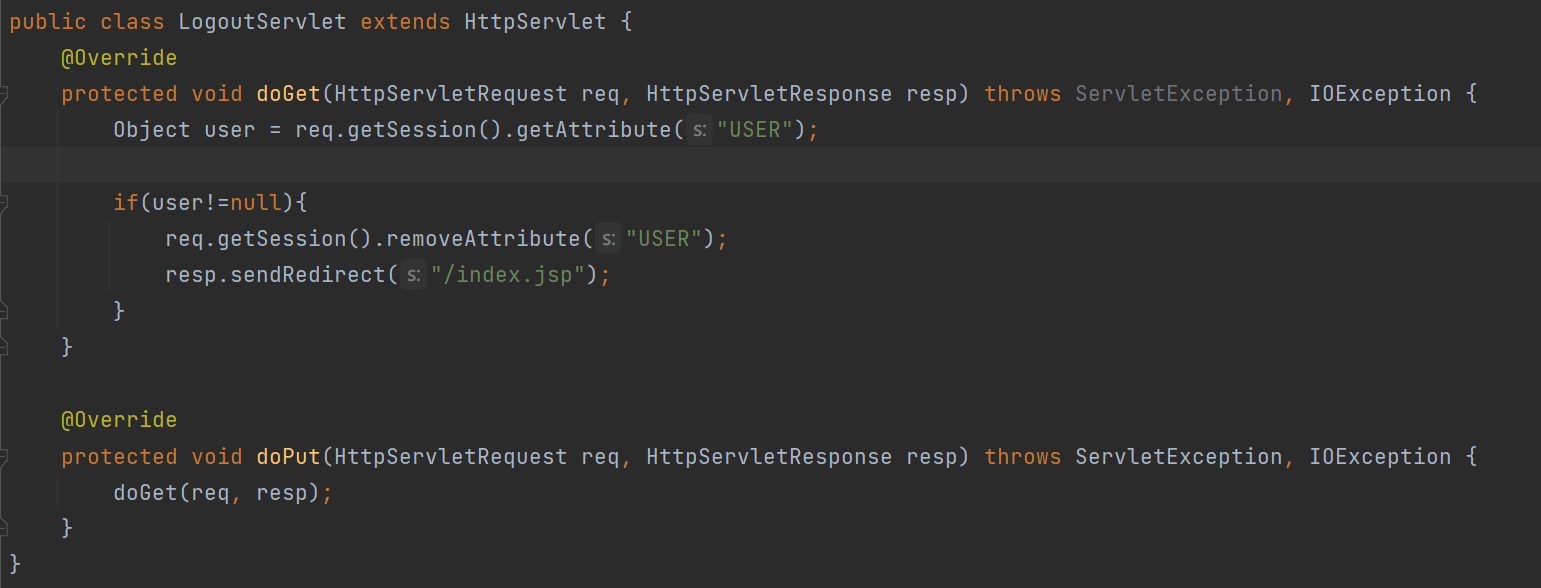 public class LogoutServlet extends HttpServlet {
    @Override
    protected void doGet(HttpServletRequest req, HttpServletResponse resp) throws ServletException, IOException {
        Object user = req.getSession().getAttribute( s: "USER");
        if(user!=null){
            req.getSession().removeAttribute( s: "USER");
            resp.sendRedirect( s: "/index.jsp");
        }
    }
    @Override
    protected void doPut(HttpServletRequest req, HttpServletResponse resp) throws ServletException, IOException {
        doGet(req, resp);
    }
}